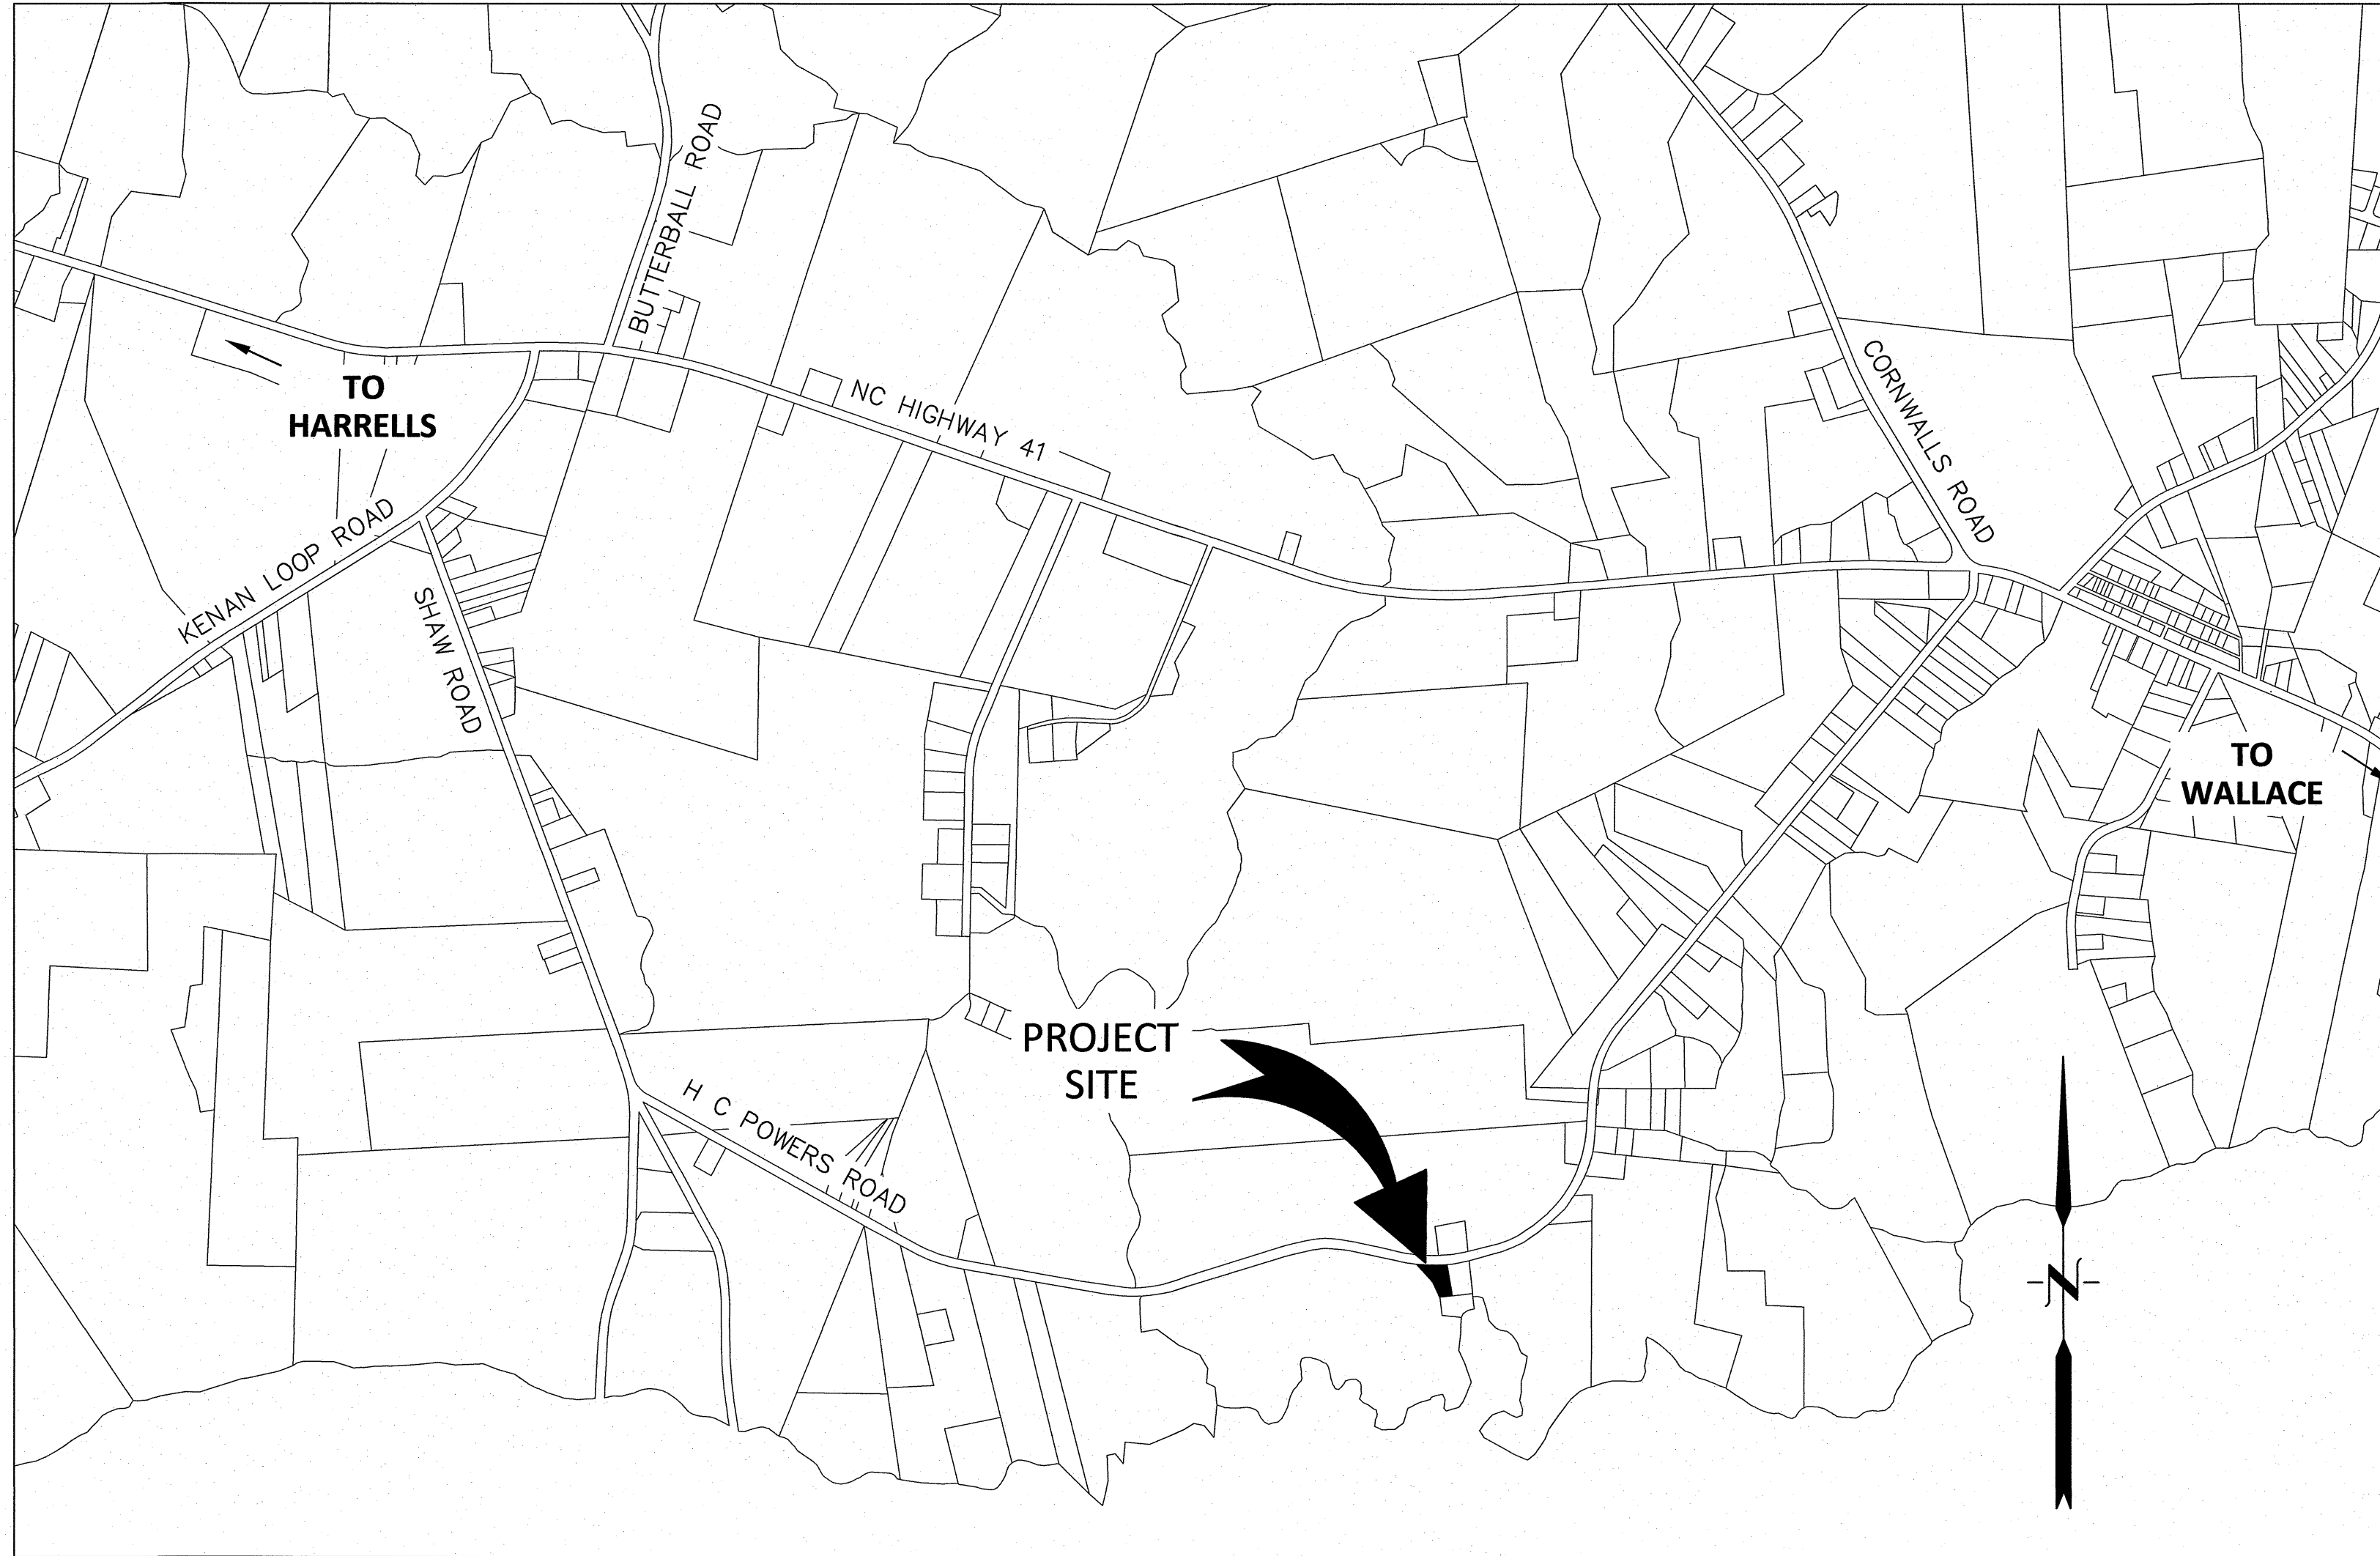 BUTTERBALL ROAD
TO
HARRELLS
NC HIGHWAY 41
CORNWALLS ROAD
KENAN LOOP ROAD
SHAW ROAD
TO
WALLACE
PROJECT
SITE
H C POWERS ROAD
N